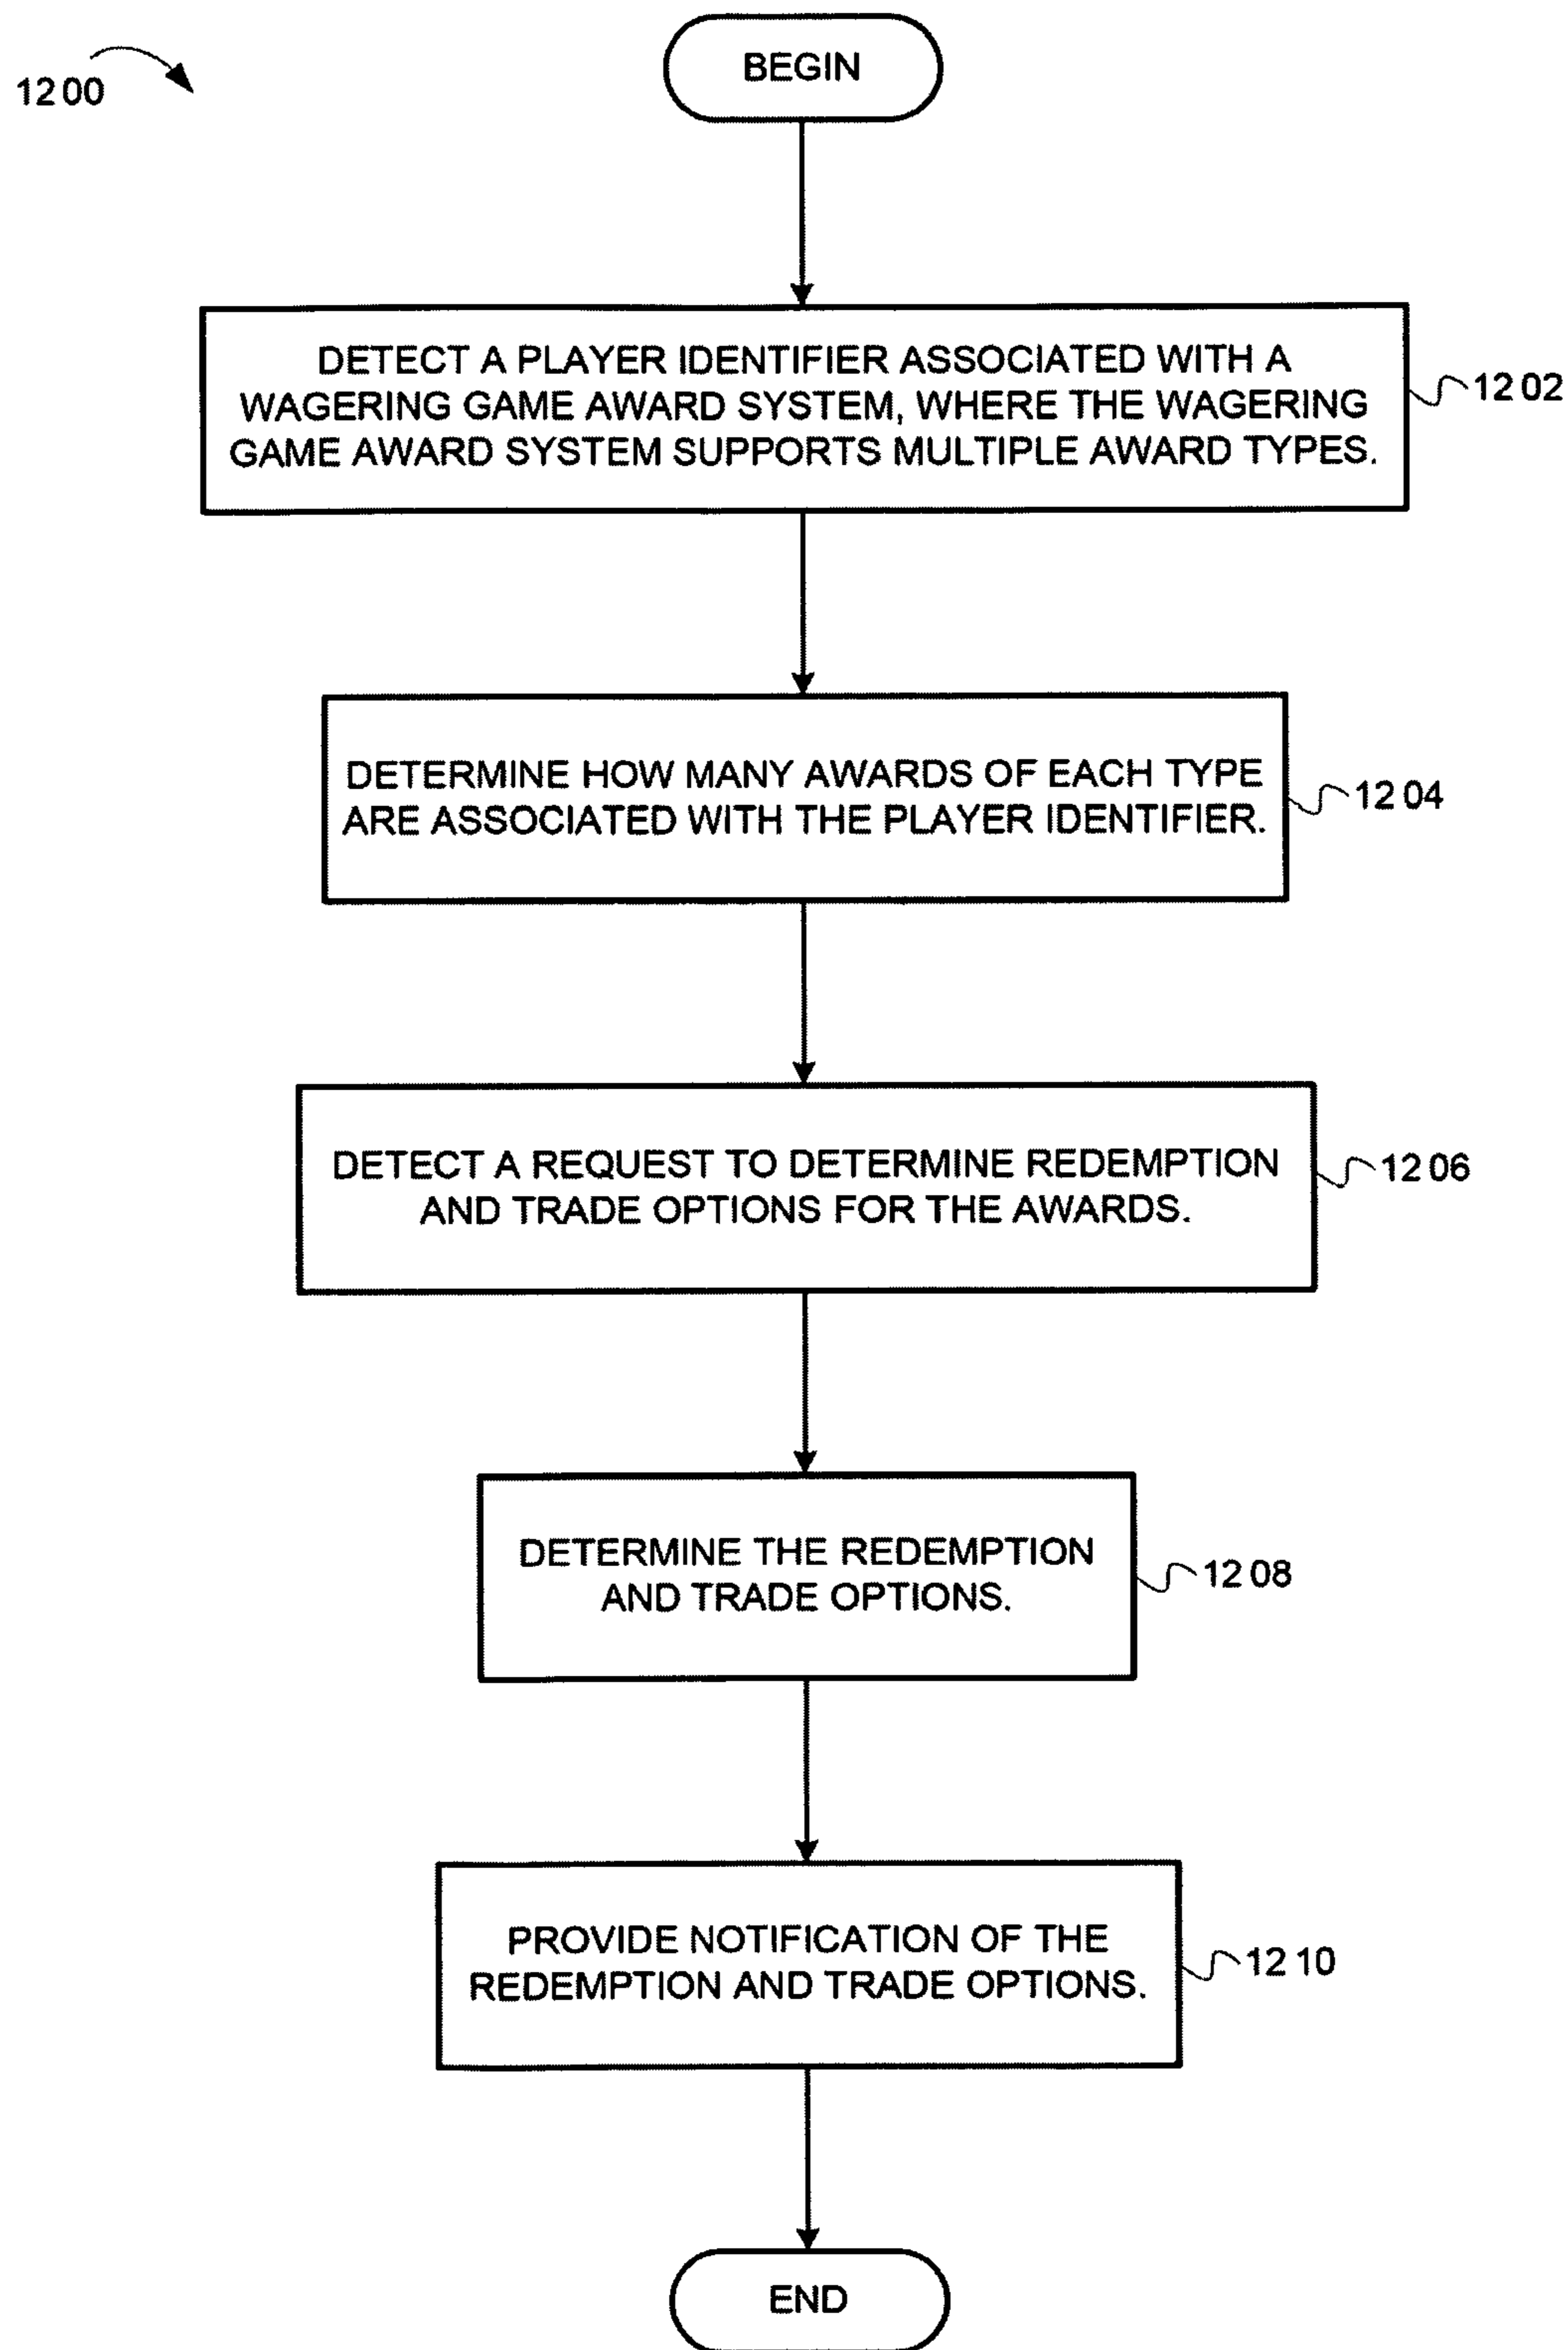 BEGIN
1200
DETECT A PLAYER IDENTIFIER ASSOCIATED WITH A
WAGERING GAME AWARD SYSTEM, WHERE THE WAGERING
GAME AWARD SYSTEM SUPPORTS MULTIPLE AWARD TYPES.
1202
DETERMINE HOW MANY AWARDS OF EACH TYPE
ARE ASSOCIATED WITH THE PLAYER IDENTIFIER.
1204
DETECT A REQUEST TO DETERMINE REDEMPTION
AND TRADE OPTIONS FOR THE AWARDS.
1206
DETERMINE THE REDEMPTION
AND TRADE OPTIONS.
1208
PROVIDE NOTIFICATION OF THE
REDEMPTION AND TRADE OPTIONS.
1210
END